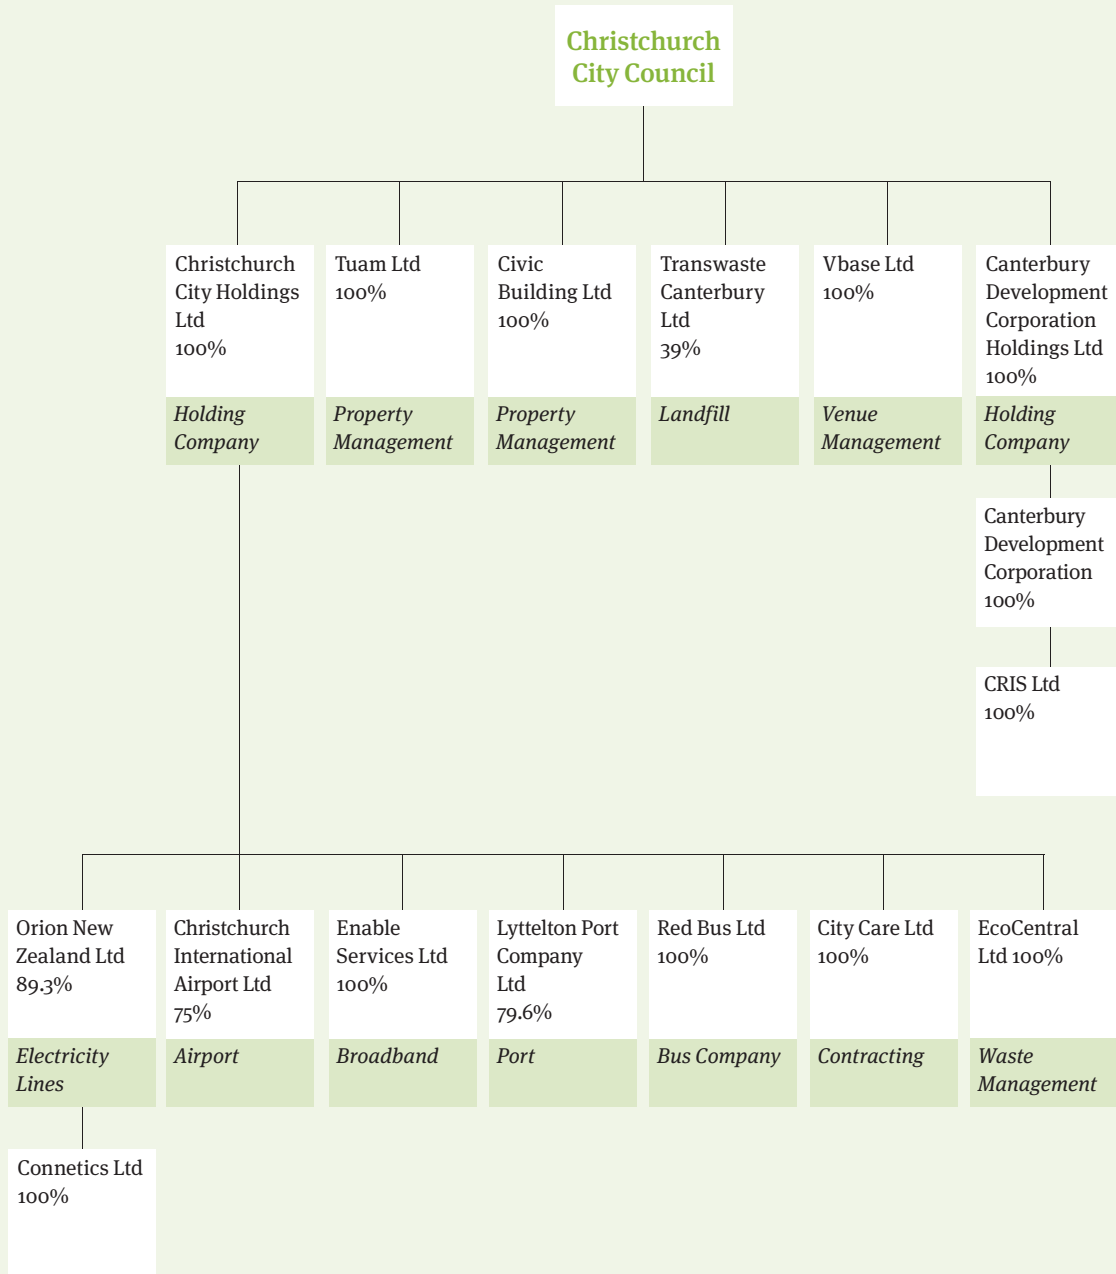 Christchurch
City Council
Christchurch
City Holdings
Ltd
100%
Holding
Company
Tuam Ltd
100%
Property
Management
Civic
Building Ltd
100%
Property
Management
Transwaste
Canterbury
Ltd
39%
Landfill
Vbase Ltd
100%
Venue
Management
Canterbury
Development
Corporation
Holdings Ltd
100%
Holding
Company
Canterbury
Development
Corporation
100%
CRIS Ltd
100%
Orion New
Zealand Ltd
89.3%
Electricity
Lines
Christchurch
International
Airport Ltd
75%
Airport
Enable
Services Ltd
100%
Broadband
Lyttelton Port
Company
Ltd
79.6%
Port
Red Bus Ltd
100%
Bus Company
City Care Ltd
100%
Contracting
EcoCentral
Ltd 100%
Waste
Management
Connetics Ltd
100%